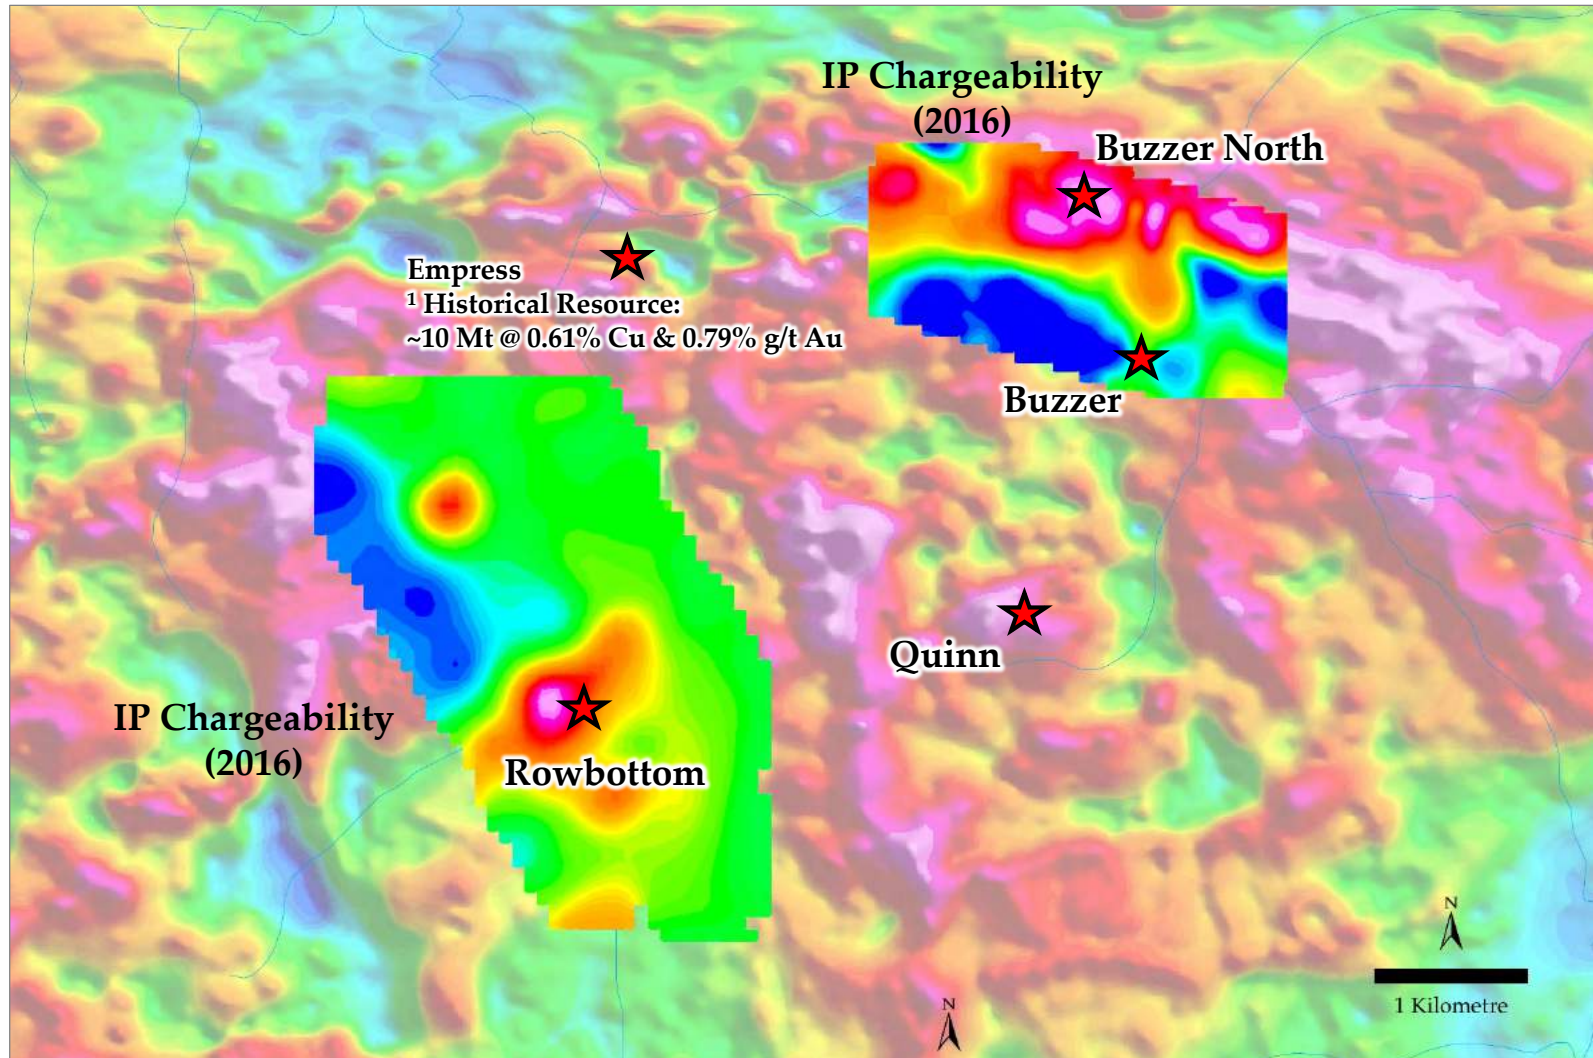 IP Chargeability
(2016)
Buzzer North
Empress
¹ Historical Resource:
~10 Mt @ 0.61% Cu & 0.79% g/t Au
Buzzer
Quinn
IP Chargeability
(2016)
Rowbottom
N
1 Kilometre
N